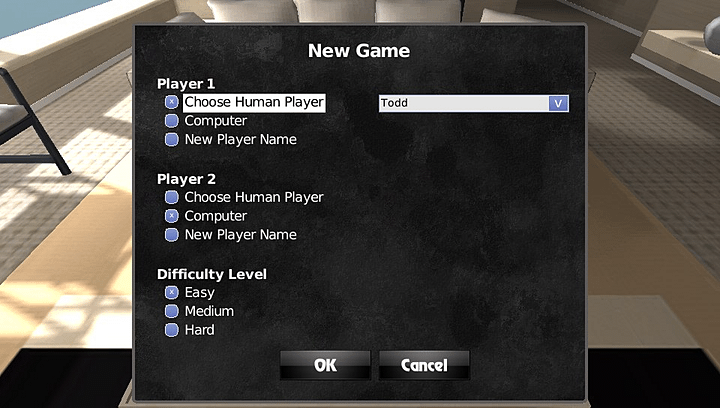 New Game
Player 1
Choose Human Player
Todd
V
Computer
New Player Name
Player 2
Choose Human Player
Computer
New Player Name
Difficulty Level
Easy
Medium
Hard
OK
Cancel